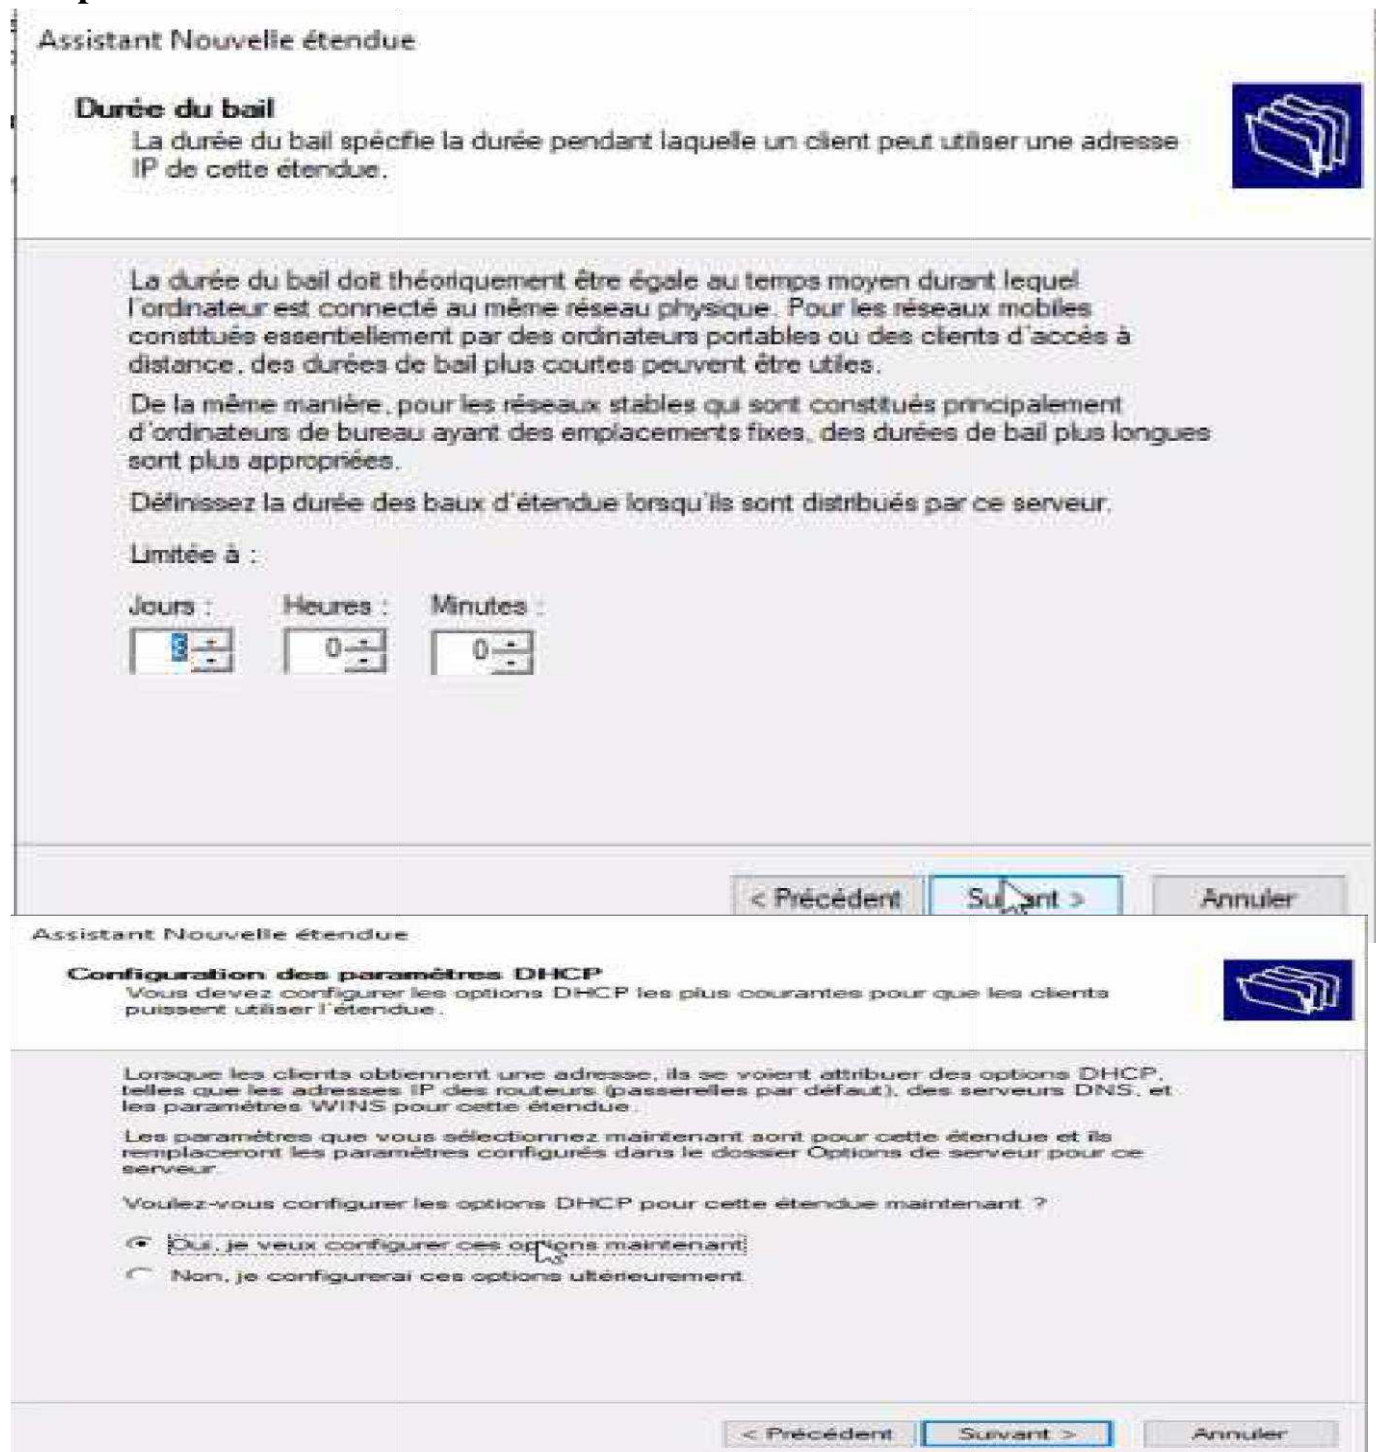 Assistant Nouvelle étendue
Durée du bail
La durée du bail spécifie la durée pendant laquelle un client peut utiliser une adresse
IP de cette étendue.
La durée du bail doit théoriquement être égale au temps moyen durant lequel
l'ordinateur est connecté au même réseau physique. Pour les réseaux mobiles
constitués essentiellement par des ordinateurs portables ou des clients d'accès à
distance, des durées de bail plus courtes peuvent être utiles.
De la même manière, pour les réseaux stables qui sont constitués principalement
d'ordinateurs de bureau ayant des emplacements fixes, des durées de bail plus longues
sont plus appropriées.
Définissez la durée des baux d'étendue lorsqu'ils sont distribués par ce serveur.
Limitée à :
Jours : Heures : Minutes :
0 0
< Précédent Suivant > Annuler
Assistant Nouvelle étendue
Configuration des paramètres DHCP
Vous devez configurer les options DHCP les plus courantes pour que les clients
puissent utiliser l'étendue.
Lorsque les clients obtiennent une adresse, ils se voient attribuer des options DHCP,
telles que les adresses IP des routeurs (passerelles par défaut), des serveurs DNS, et
les paramètres WINS pour cette étendue.
Les paramètres que vous sélectionnez maintenant sont pour cette étendue et ils
remplaceront les paramètres configurés dans le dossier Options de serveur pour ce
serveur.
Voulez-vous configurer les options DHCP pour cette étendue maintenant ?
Oui, je veux configurer ces options maintenant
Non, je configurerai ces options ultérieurement
< Précédent Suivant > Annuler